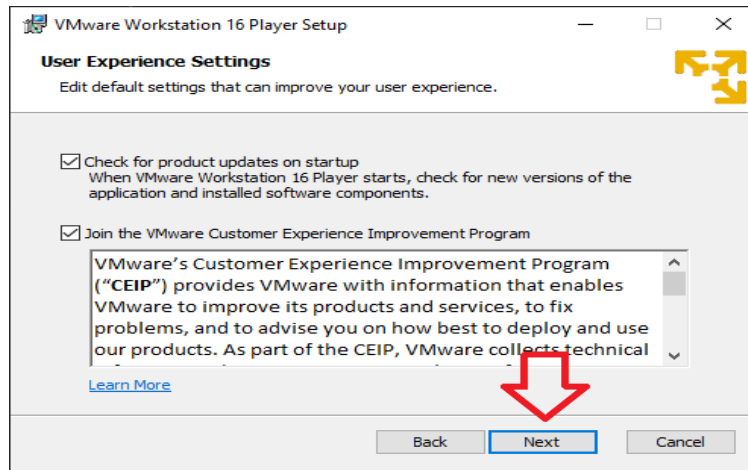 VMware Workstation 16 Player Setup
User Experience Settings
Edit default settings that can improve your user experience.
Check for product updates on startup
When VMware Workstation 16 Player starts, check for new versions of the
application and installed software components.
Join the VMware Customer Experience Improvement Program
VMware's Customer Experience Improvement Program
("CEIP") provides VMware with information that enables
VMware to improve its products and services, to fix
problems, and to advise you on how best to deploy and use
our products. As part of the CEIP, VMware collects technical
Learn More
Back
Next
Cancel